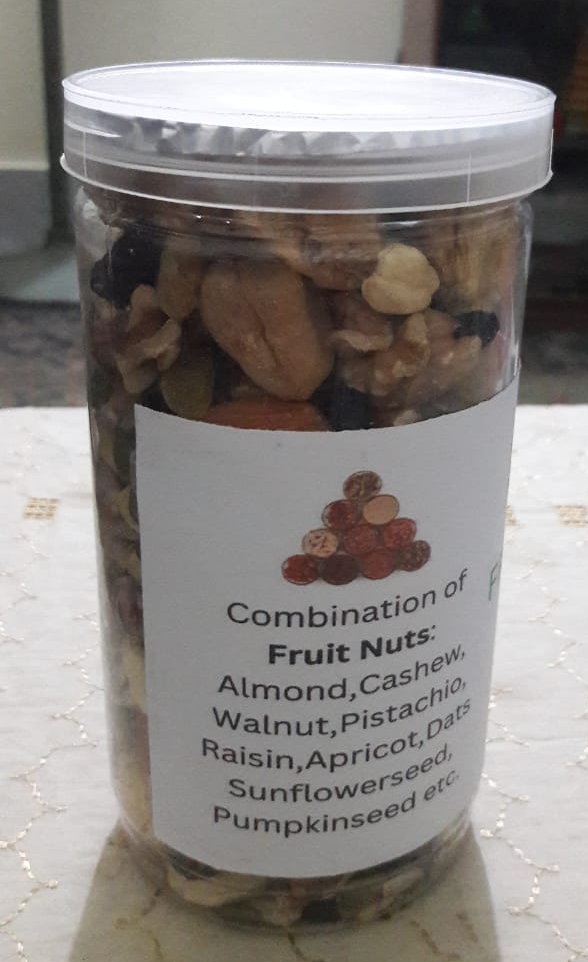 Combination of
Fruit Nuts:
Almond,Cashew,
Walnut,Pistachio,
Raisin,Apricot,Dats
Sunflowerseed,
Pumpkinseed etc.